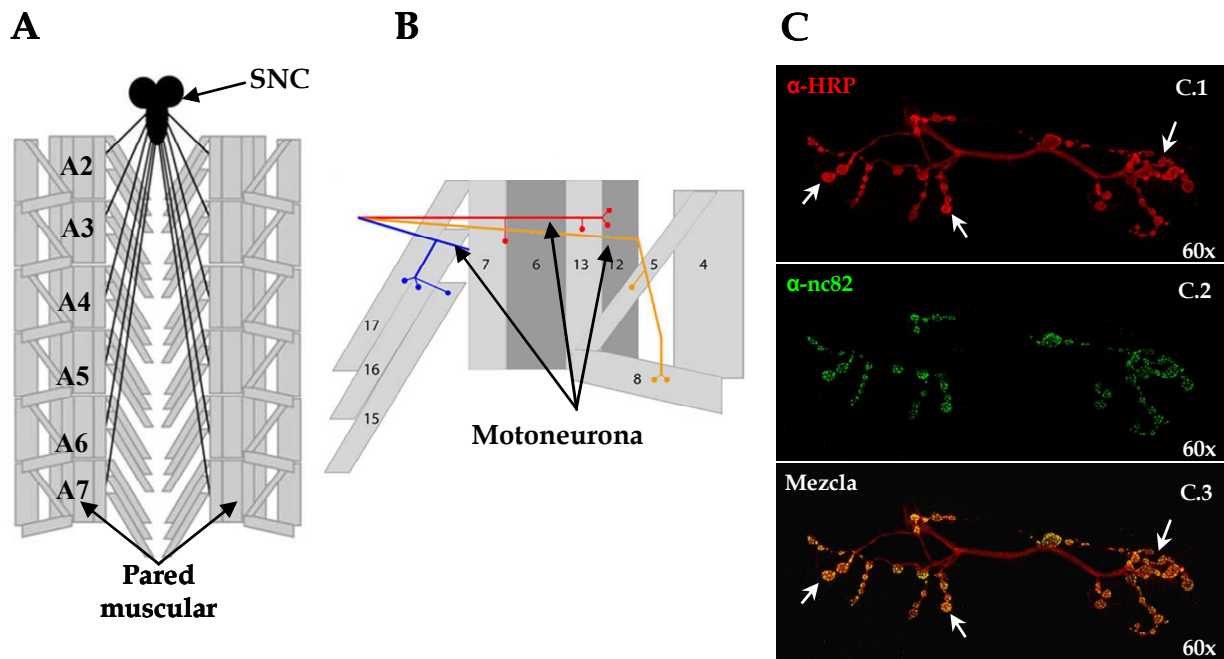 A
SNC
A2
A3
A4
A5
A6
A7
Pared
muscular
B
7
6
13
12
5
4
17
16
15
8
Motoneurona
C
α-HRP
C.1
60x
α-nc82
C.2
60x
Mezcla
C.3
60x